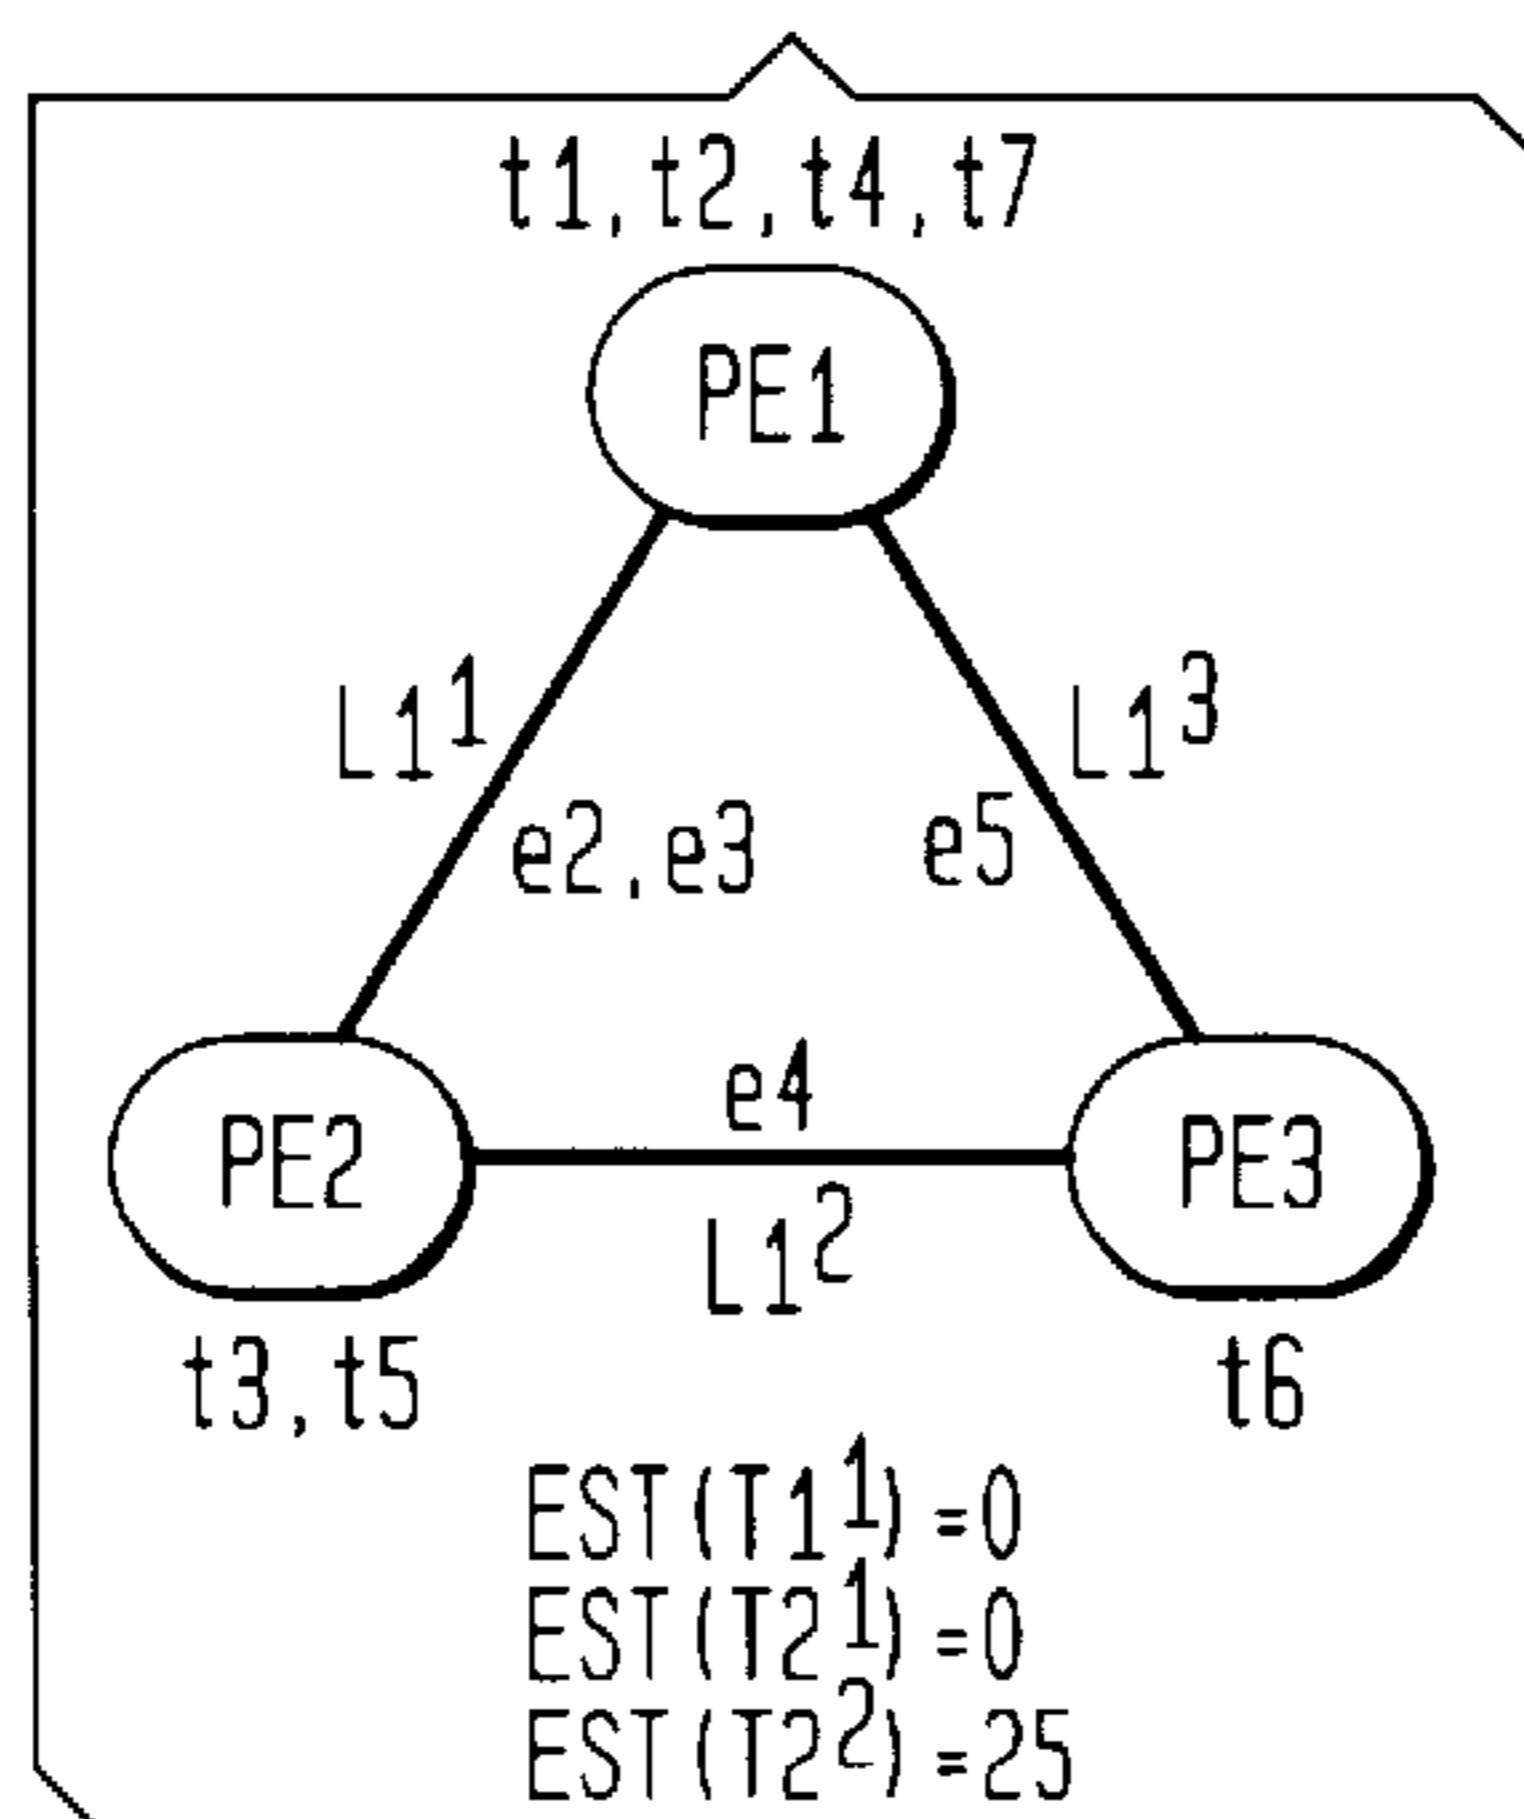 t1,t2,t4,t7
PE1
L1¹
L1³
e2,e3
e5
e4
PE2
PE3
L1²
t3,t5
t6
EST(T1¹)=0
EST(T2¹)=0
EST(T2²)=25